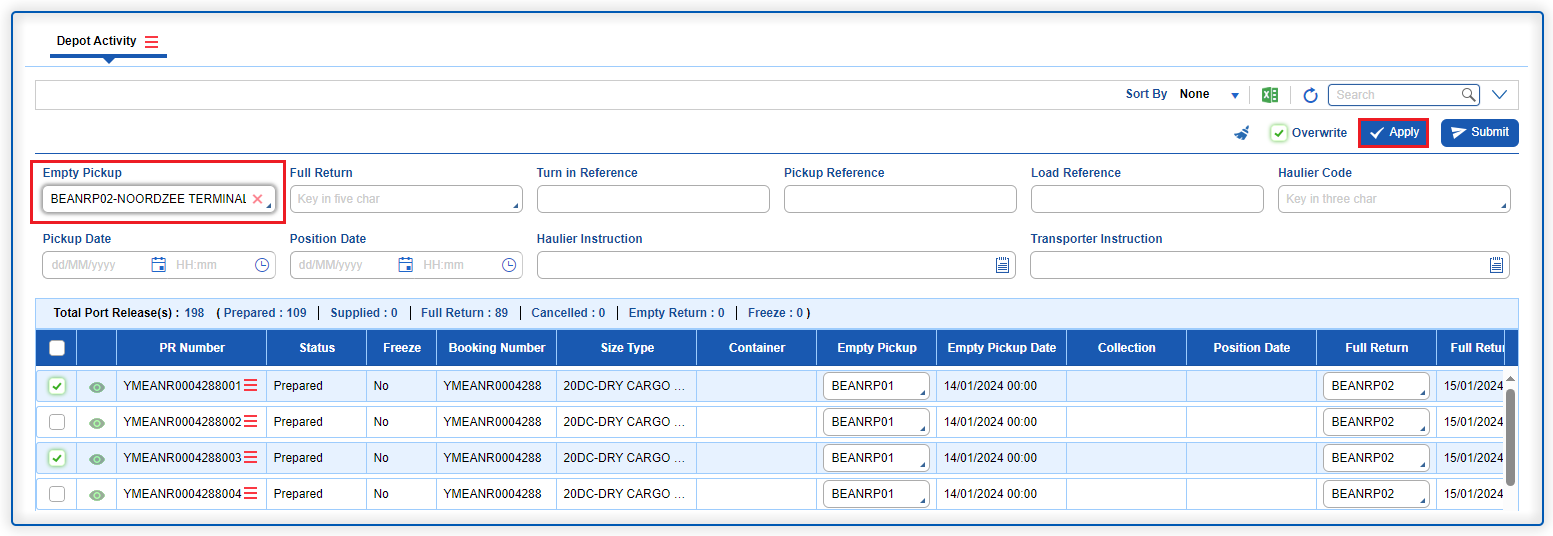 Depot Activity
Sort By None Search
Overwrite Apply Submit
Empty Pickup Full Return Turn in Reference Pickup Reference Load Reference Haulier Code
BEANRP02-NOORDZEE TERMINAL Key in five char Key in three char
Pickup Date Position Date Haulier Instruction Transporter Instruction
dd/MM/yyyy HH:mm dd/MM/yyyy HH:mm
Total Port Release(s) : 198 ( Prepared : 109 | Supplied : 0 | Full Return : 89 | Cancelled : 0 | Empty Return : 0 | Freeze : 0 )
PR Number Status Freeze Booking Number Size Type Container Empty Pickup Empty Pickup Date Collection Position Date Full Return Full Retur
YMEANR0004288001 Prepared No YMEANR0004288 20DC-DRY CARGO ... BEANRP01 14/01/2024 00:00 BEANRP02 15/01/2024
YMEANR0004288002 Prepared No YMEANR0004288 20DC-DRY CARGO ... BEANRP01 14/01/2024 00:00 BEANRP02 15/01/2024
YMEANR0004288003 Prepared No YMEANR0004288 20DC-DRY CARGO ... BEANRP01 14/01/2024 00:00 BEANRP02 15/01/2024
YMEANR0004288004 Prepared No YMEANR0004288 20DC-DRY CARGO ... BEANRP01 14/01/2024 00:00 BEANRP02 15/01/2024